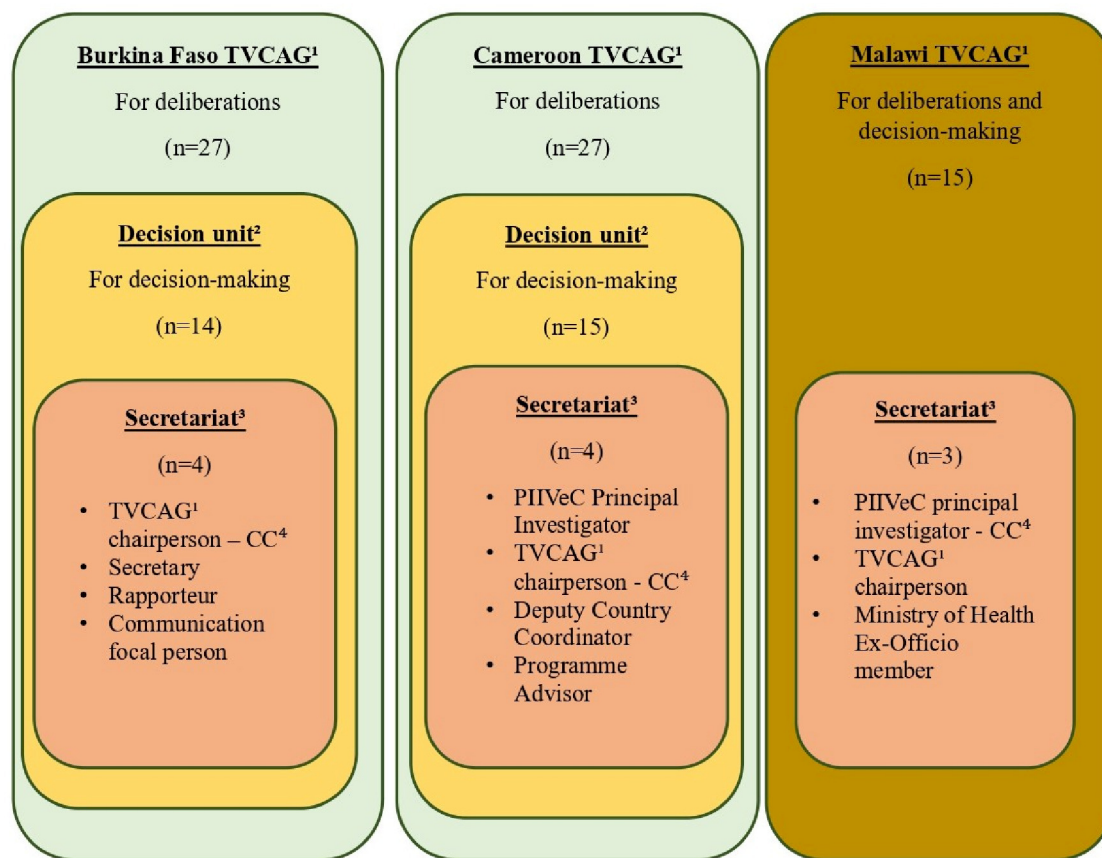 Burkina Faso TVCAG¹
For deliberations
(n=27)
Decision unit²
For decision-making
(n=14)
Secretariat³
(n=4)
• TVCAG¹
chairperson – CC⁴
• Secretary
• Rapporteur
• Communication
focal person
Cameroon TVCAG¹
For deliberations
(n=27)
Decision unit²
For decision-making
(n=15)
Secretariat³
(n=4)
• PIIVeC Principal
Investigator
• TVCAG¹
chairperson - CC⁴
• Deputy Country
Coordinator
• Programme
Advisor
Malawi TVCAG¹
For deliberations and
decision-making
(n=15)
Secretariat³
(n=3)
• PIIVeC principal
investigator - CC⁴
• TVCAG¹
chairperson
• Ministry of Health
Ex-Officio
member